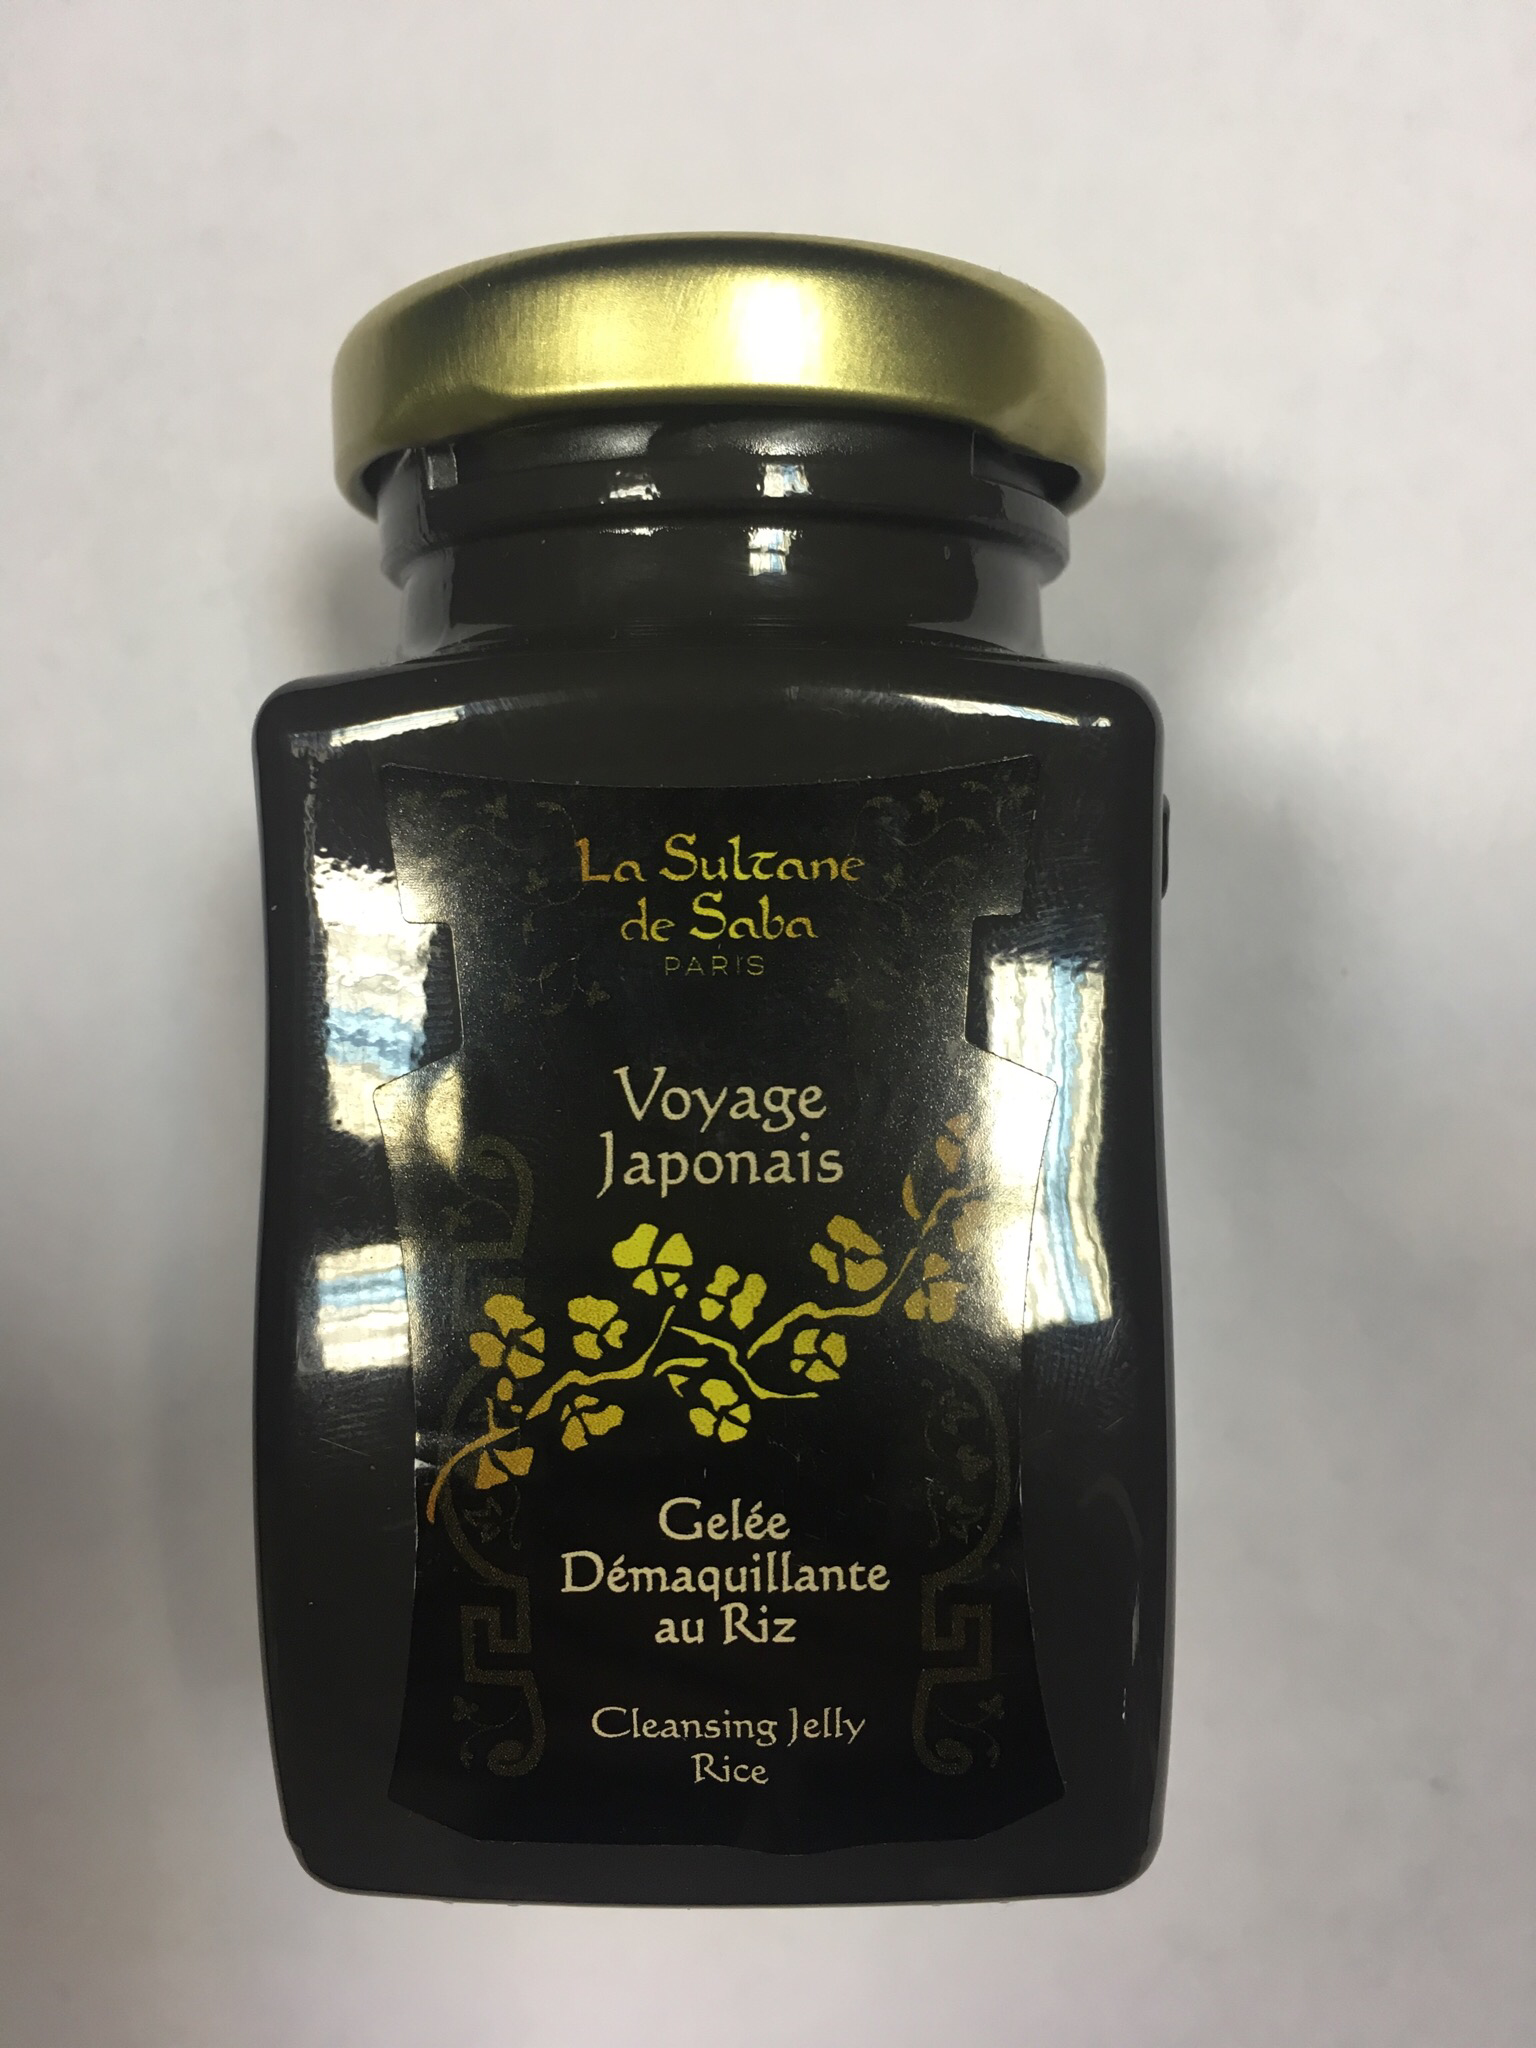 La Sultane
de Saba
PARIS
Voyage
Japonais
Gelée
Démaquillante
au Riz
Cleansing Jelly
Rice